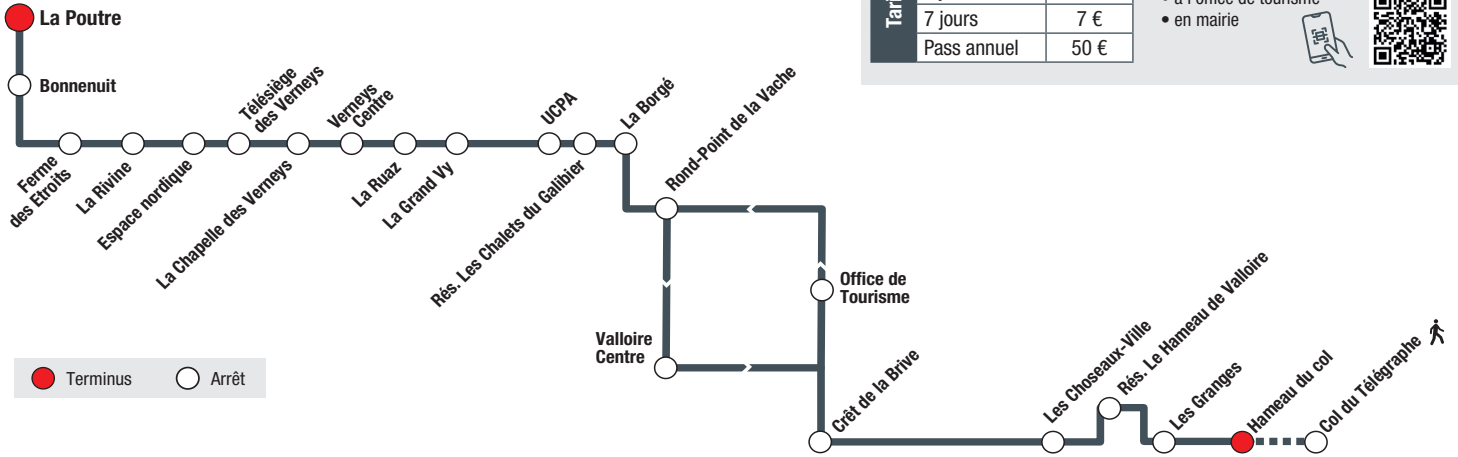 La Poutre
Bonnenuit
Ferme
des Etroits
La Rivine
Espace nordique
Télésiège
des Verneys
La Chapelle des Verneys
Verneys
Centre
La Ruaz
La Grand Vy
UCPA
Rés. Les Chalets du Galibier
La Borgé
Rond-Point de la Vache
Valloire
Centre
Office de
Tourisme
Crêt de la Brive
Les Choseaux-Ville
Rés. Le Hameau de Valloire
Les Granges
Hameau du col
Col du Télégraphe
Terminus
Arrêt
7 jours 7 €
Pass annuel 50 €
• en mairie